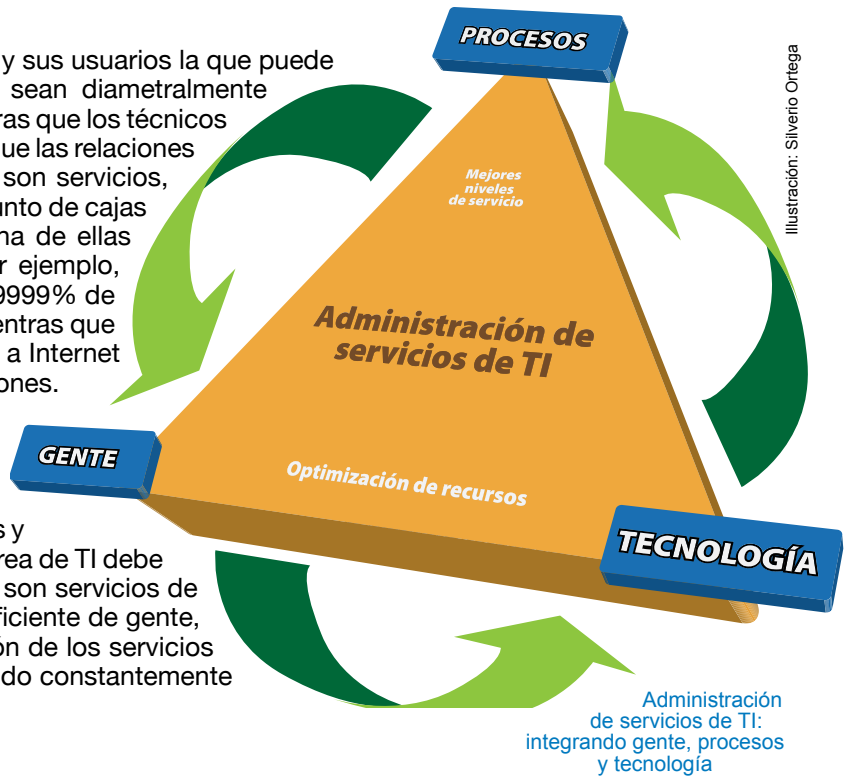 PROCESOS
Ilustración: Silverio Ortega
y sus usuarios la que puede
sean diametralmente
ras que los técnicos
ue las relaciones
son servicios,
unto de cajas
na de ellas
r ejemplo,
9999% de
entras que
a Internet
ones.
Mejores
niveles
de servicio
Administración de
servicios de TI
GENTE
Optimización de recursos
TECNOLOGÍA
s y
rea de TI debe
son servicios de
ficiente de gente,
ón de los servicios
ndo constantemente
Administración
de servicios de TI:
integrando gente, procesos
y tecnología